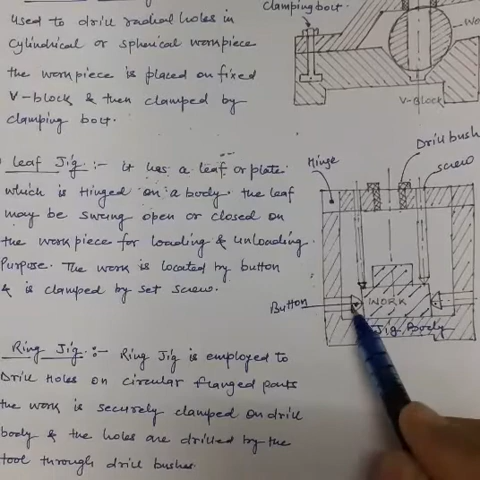 used to drill radial holes in
Cylindrical or spherical workpiece
the workpiece is placed on fixed
V-block & then clamped by
clamping bolt.
Clamping bolt.
V-Block
Leaf Jig :- it has a leaf or plate
which is Hinged on a body. the leaf
may be swung open or closed on
the workpiece for loading & unloading
Purpose. The work is located by button
& is clamped by set screw.
Hinge
Drill bush
screw
Button
WORK
Jig Body
Ring Jig :- Ring Jig is employed to
Drill Holes on circular flanged parts
the work is securely clamped on drill
body & the holes are drilled by the
tool through drill bushes.